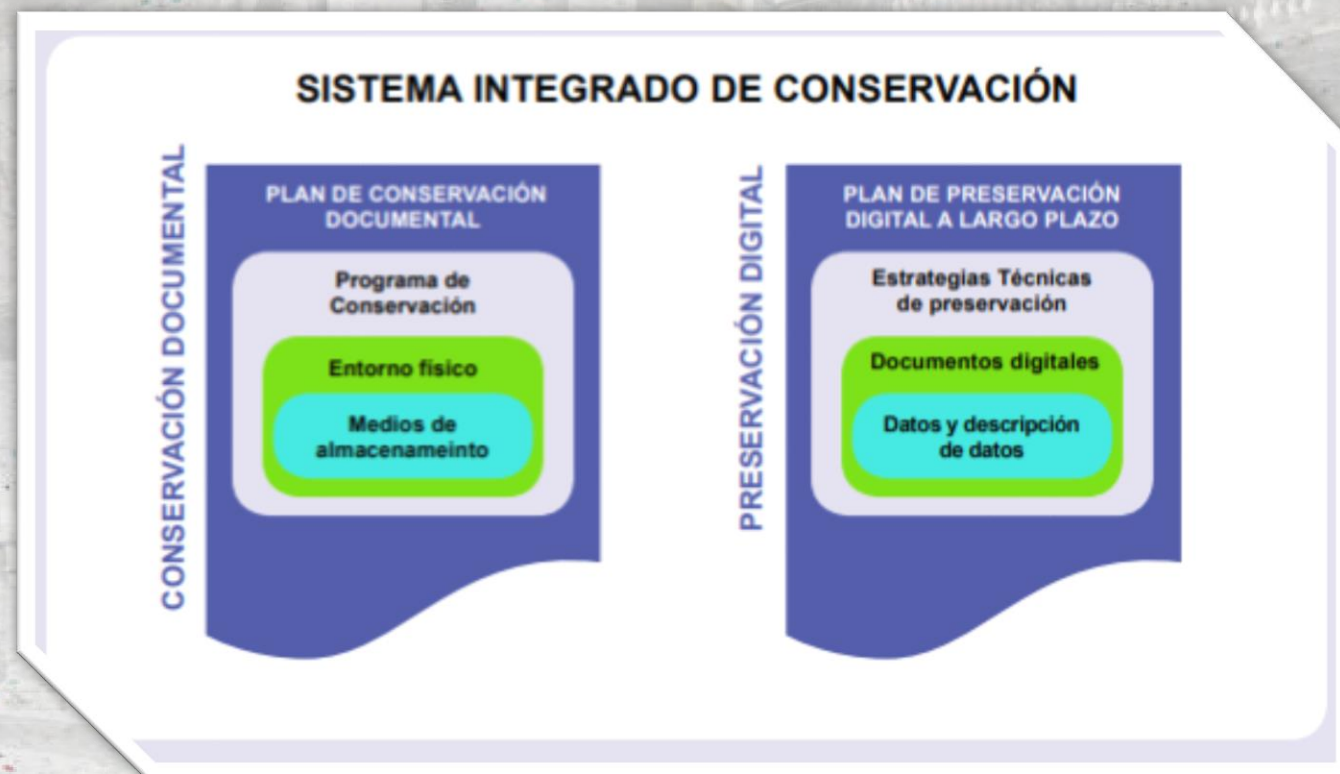 SISTEMA INTEGRADO DE CONSERVACIÓN
CONSERVACIÓN DOCUMENTAL
PLAN DE CONSERVACIÓN
DOCUMENTAL
Programa de
Conservación
Entorno físico
Medios de
almacenameinto
PRESERVACIÓN DIGITAL
PLAN DE PRESERVACIÓN
DIGITAL A LARGO PLAZO
Estrategias Técnicas
de preservación
Documentos digitales
Datos y descripción
de datos